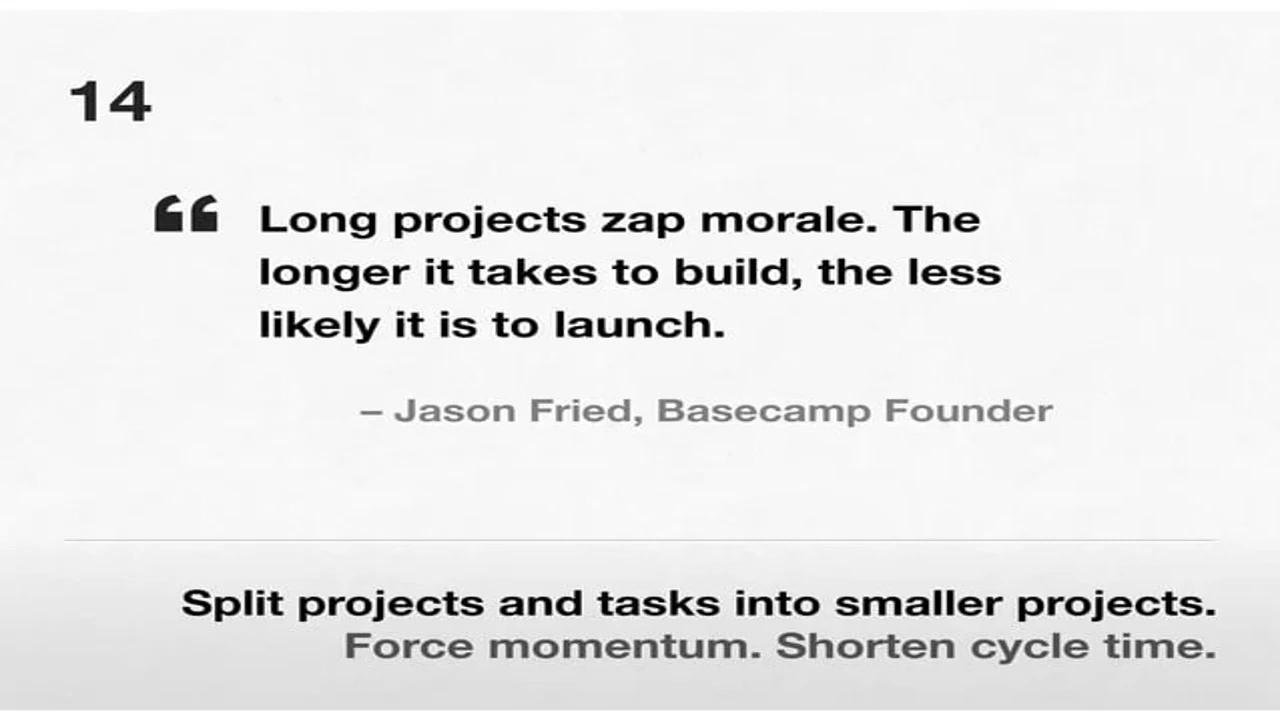 14
“ Long projects zap morale. The
longer it takes to build, the less
likely it is to launch.
– Jason Fried, Basecamp Founder
Split projects and tasks into smaller projects.
Force momentum. Shorten cycle time.